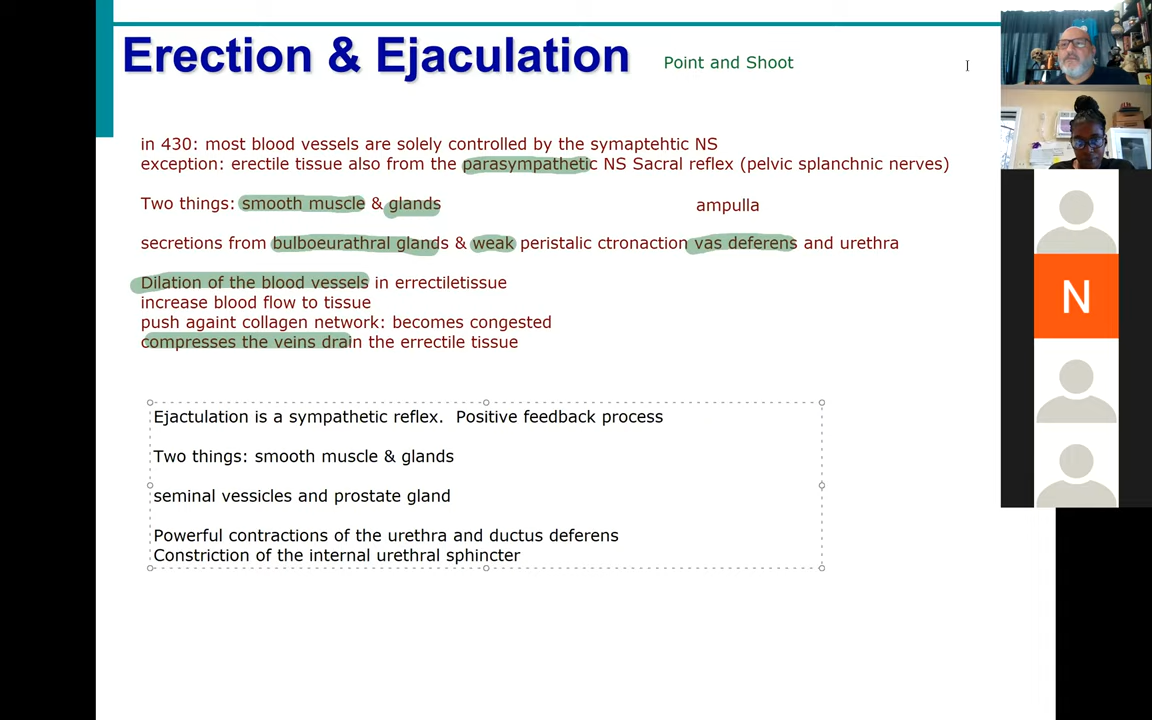 Erection & Ejaculation
Point and Shoot
in 430: most blood vessels are solely controlled by the symaptehtic NS
exception: erectile tissue also from the parasympathetic NS Sacral reflex (pelvic splanchnic nerves)
Two things: smooth muscle & glands
ampulla
secretions from bulboeurathral glands & weak peristalic ctronaction vas deferens and urethra
Dilation of the blood vessels in errectiletissue
increase blood flow to tissue
push againt collagen network: becomes congested
compresses the veins drain the errectile tissue
Ejactulation is a sympathetic reflex. Positive feedback process
Two things: smooth muscle & glands
seminal vessicles and prostate gland
Powerful contractions of the urethra and ductus deferens
Constriction of the internal urethral sphincter
N